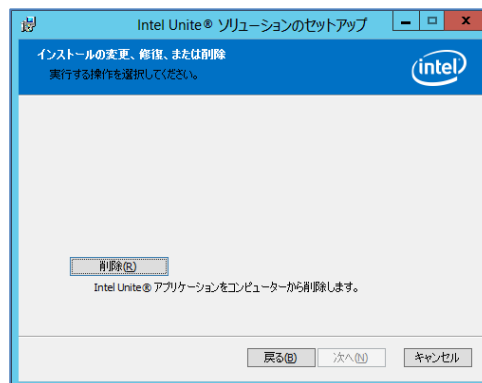 Intel Unite® ソリューションのセットアップ
インストールの変更、修復、または削除
実行する操作を選択してください。
intel
削除(R)
Intel Unite® アプリケーションをコンピューターから削除します。
戻る(B) 次へ(N) キャンセル